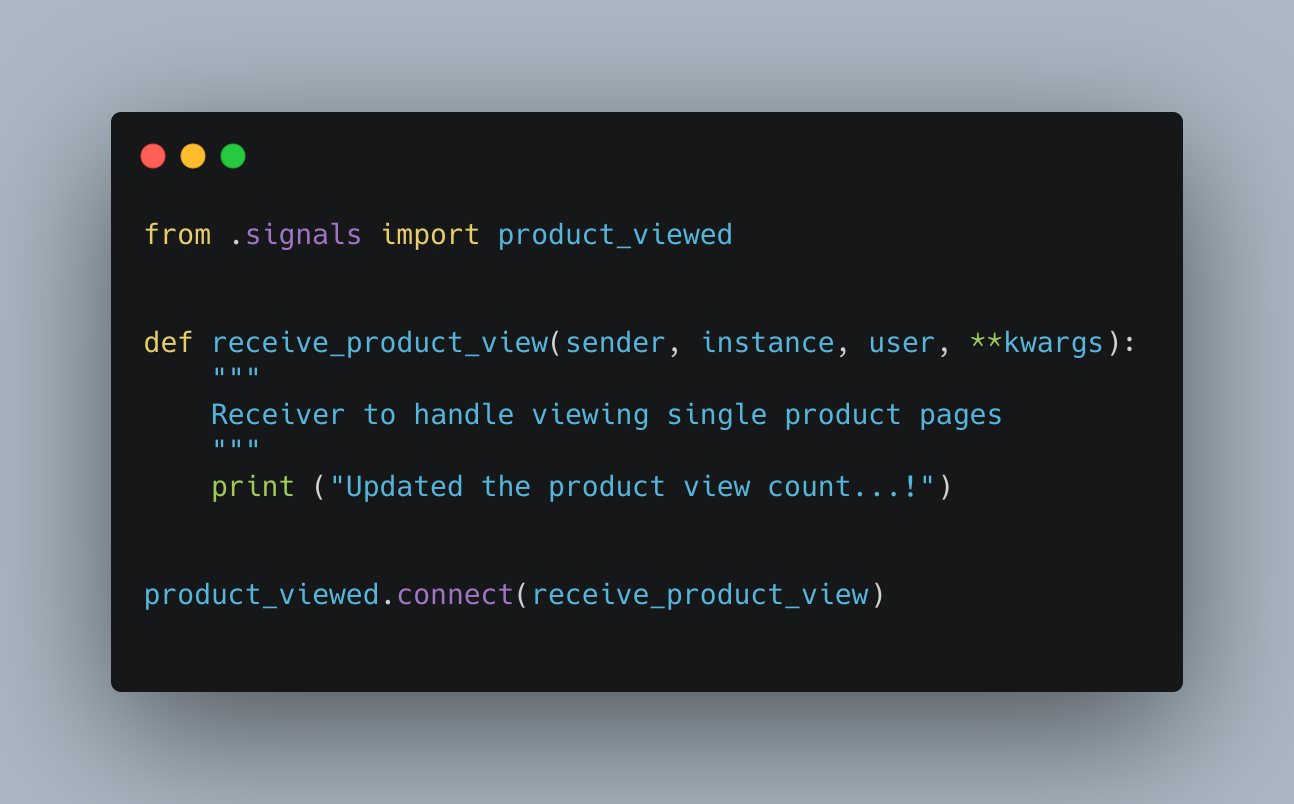 from .signals import product_viewed
def receive_product_view(sender, instance, user, **kwargs):
    """
    Receiver to handle viewing single product pages
    """
    print ("Updated the product view count...!")
product_viewed.connect(receive_product_view)